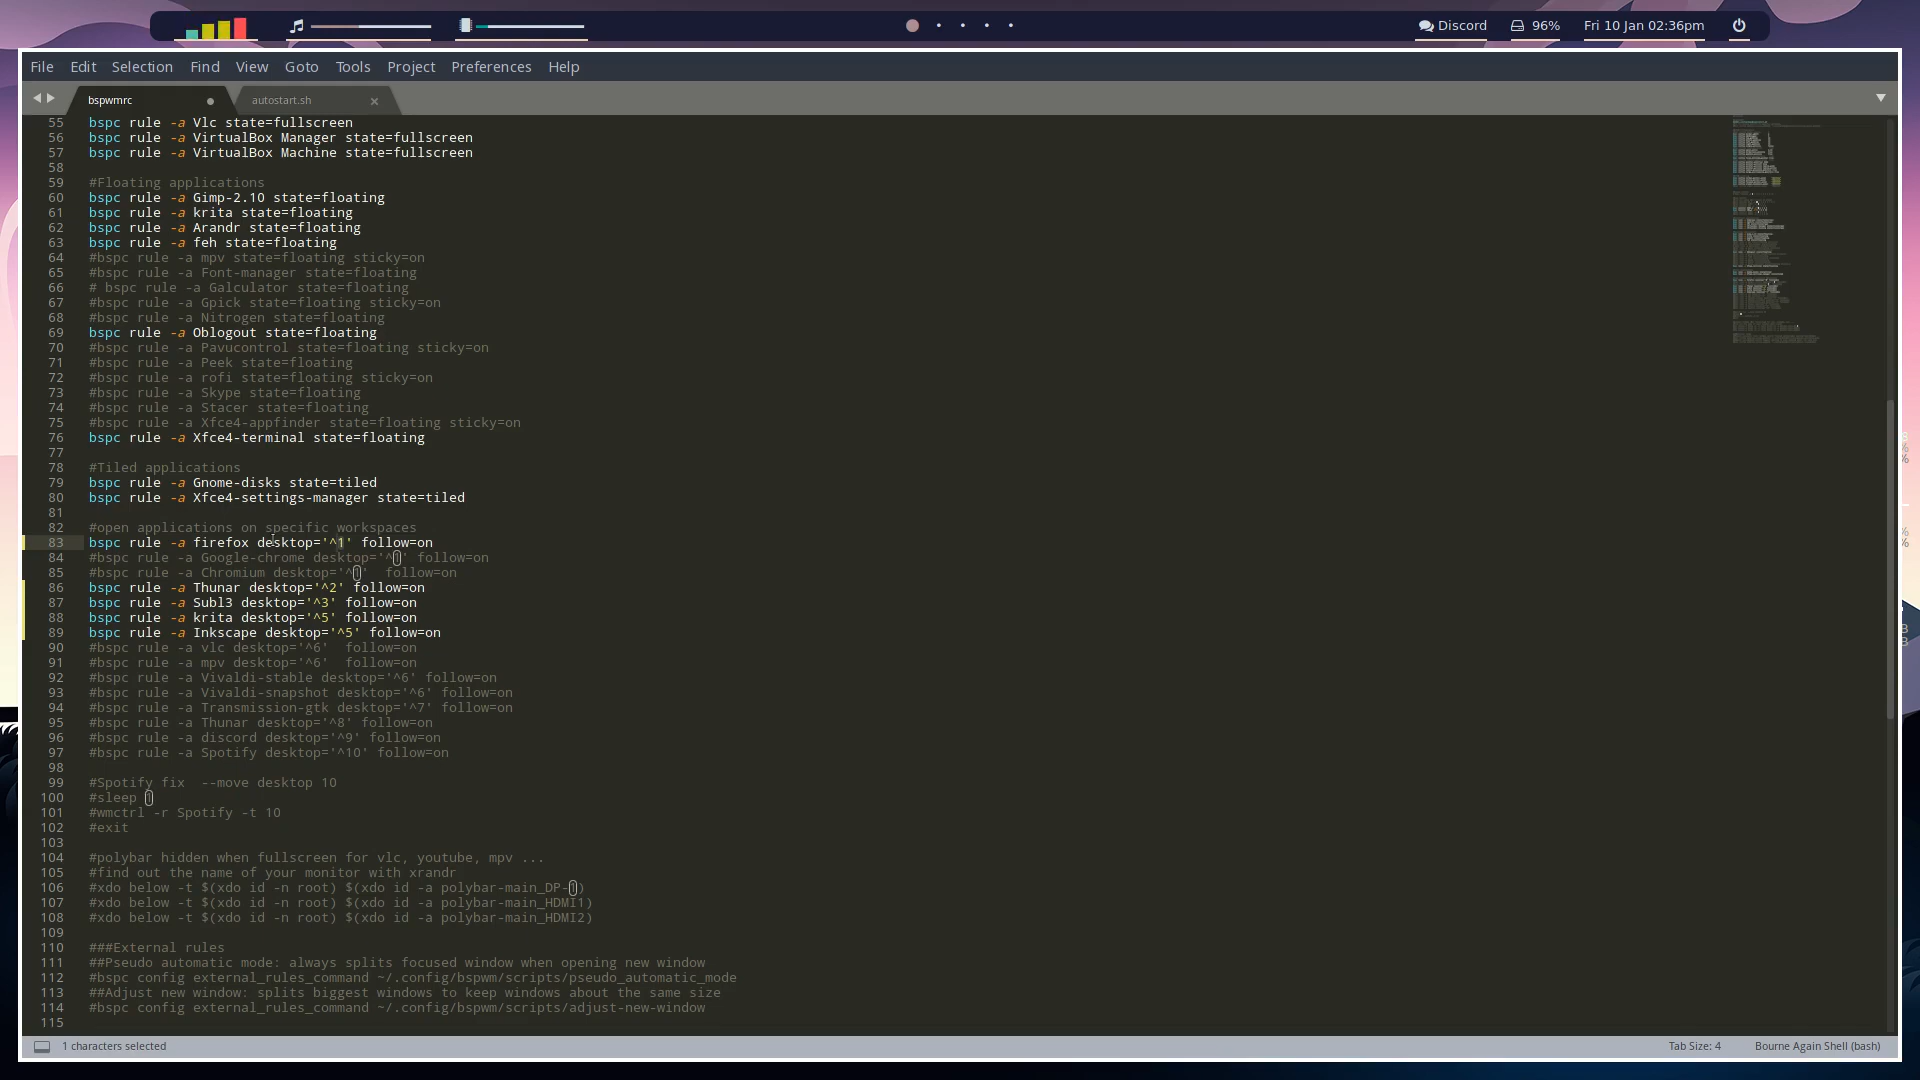 Discord 96% Fri 10 Jan 02:36pm
File Edit Selection Find View Goto Tools Project Preferences Help
bspwmrc autostart.sh
55 bspc rule -a Vlc state=fullscreen
56 bspc rule -a VirtualBox Manager state=fullscreen
57 bspc rule -a VirtualBox Machine state=fullscreen
58
59 #Floating applications
60 bspc rule -a Gimp-2.10 state=floating
61 bspc rule -a krita state=floating
62 bspc rule -a Arandr state=floating
63 bspc rule -a feh state=floating
64 #bspc rule -a mpv state=floating sticky=on
65 #bspc rule -a Font-manager state=floating
66 # bspc rule -a Galculator state=floating
67 #bspc rule -a Gpick state=floating sticky=on
68 #bspc rule -a Nitrogen state=floating
69 bspc rule -a Oblogout state=floating
70 #bspc rule -a Pavucontrol state=floating sticky=on
71 #bspc rule -a Peek state=floating
72 #bspc rule -a rofi state=floating sticky=on
73 #bspc rule -a Skype state=floating
74 #bspc rule -a Stacer state=floating
75 #bspc rule -a Xfce4-appfinder state=floating sticky=on
76 bspc rule -a Xfce4-terminal state=floating
77
78 #Tiled applications
79 bspc rule -a Gnome-disks state=tiled
80 bspc rule -a Xfce4-settings-manager state=tiled
81
82 #open applications on specific workspaces
83 bspc rule -a firefox desktop='^1' follow=on
84 #bspc rule -a Google-chrome desktop='^1' follow=on
85 #bspc rule -a Chromium desktop='^1'  follow=on
86 bspc rule -a Thunar desktop='^2' follow=on
87 bspc rule -a Subl3 desktop='^3' follow=on
88 bspc rule -a krita desktop='^5' follow=on
89 bspc rule -a Inkscape desktop='^5' follow=on
90 #bspc rule -a vlc desktop='^6'  follow=on
91 #bspc rule -a mpv desktop='^6'  follow=on
92 #bspc rule -a Vivaldi-stable desktop='^6' follow=on
93 #bspc rule -a Vivaldi-snapshot desktop='^6' follow=on
94 #bspc rule -a Transmission-gtk desktop='^7' follow=on
95 #bspc rule -a Thunar desktop='^8' follow=on
96 #bspc rule -a discord desktop='^9' follow=on
97 #bspc rule -a Spotify desktop='^10' follow=on
98
99 #Spotify fix  --move desktop 10
100 #sleep 1
101 #wmctrl -r Spotify -t 10
102 #exit
103
104 #polybar hidden when fullscreen for vlc, youtube, mpv ...
105 #find out the name of your monitor with xrandr
106 #xdo below -t $(xdo id -n root) $(xdo id -a polybar-main_DP-1)
107 #xdo below -t $(xdo id -n root) $(xdo id -a polybar-main_HDMI1)
108 #xdo below -t $(xdo id -n root) $(xdo id -a polybar-main_HDMI2)
109
110 ###External rules
111 ##Pseudo automatic mode: always splits focused window when opening new window
112 #bspc config external_rules_command ~/.config/bspwm/scripts/pseudo_automatic_mode
113 ##Adjust new window: splits biggest windows to keep windows about the same size
114 #bspc config external_rules_command ~/.config/bspwm/scripts/adjust-new-window
115
1 characters selected Tab Size: 4 Bourne Again Shell (bash)